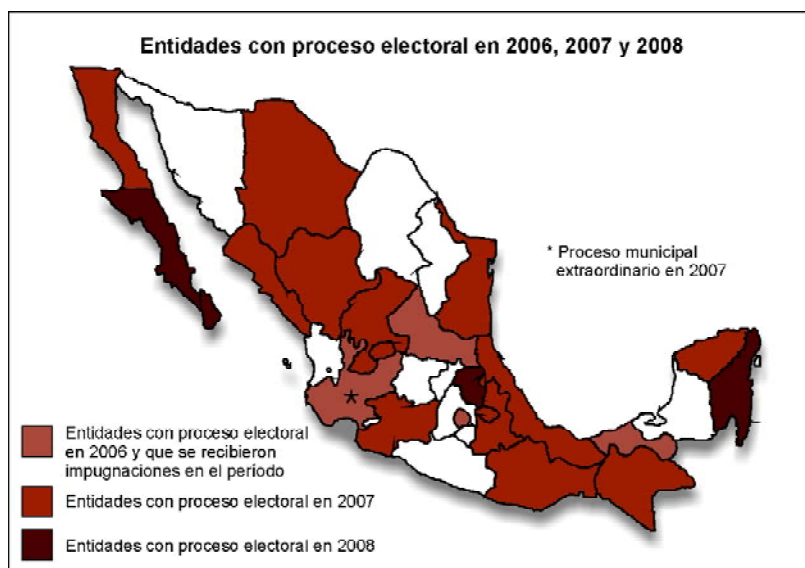 Entidades con proceso electoral en 2006, 2007 y 2008
* Proceso municipal
extraordinario en 2007
*
Entidades con proceso electoral
en 2006 y que se recibieron
impugnaciones en el período
Entidades con proceso electoral en 2007
Entidades con proceso electoral en 2008